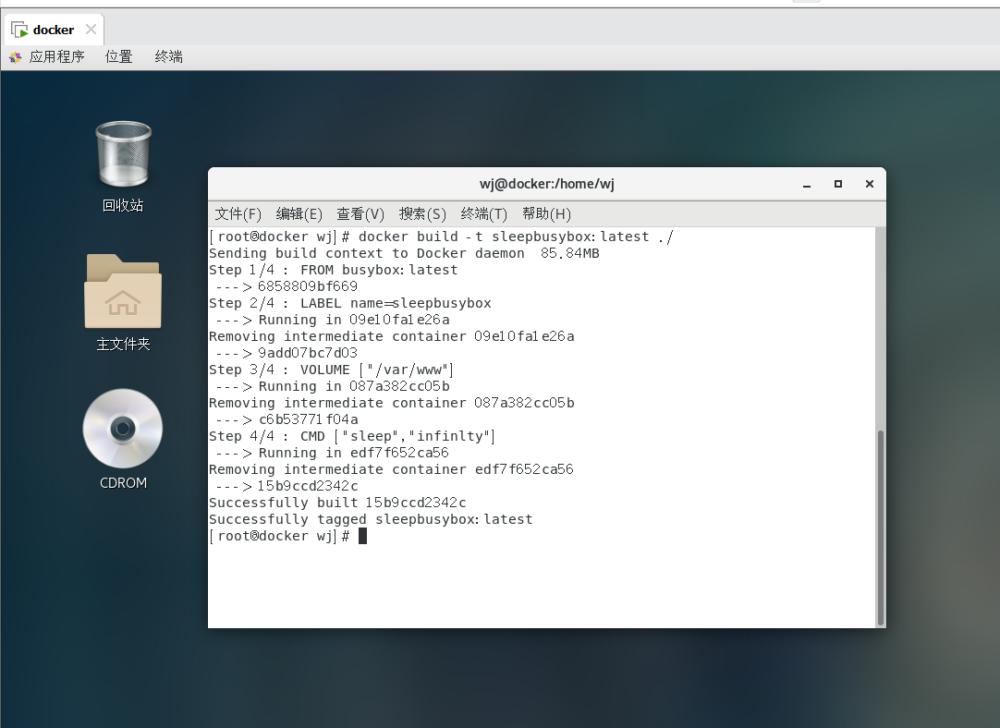 docker
应用程序 位置 终端
回收站
主文件夹
CDROM
wj@docker:/home/wj
文件(F) 编辑(E) 查看(V) 搜索(S) 终端(T) 帮助(H)
[root@docker wj]# docker build -t sleepbusybox:latest ./
Sending build context to Docker daemon  85.84MB
Step 1/4 : FROM busybox:latest
 ---> 6858809bf669
Step 2/4 : LABEL name=sleepbusybox
 ---> Running in 09e10fa1e26a
Removing intermediate container 09e10fa1e26a
 ---> 9add07bc7d03
Step 3/4 : VOLUME ["/var/www"]
 ---> Running in 087a382cc05b
Removing intermediate container 087a382cc05b
 ---> c6b53771f04a
Step 4/4 : CMD ["sleep","infinlty"]
 ---> Running in edf7f652ca56
Removing intermediate container edf7f652ca56
 ---> 15b9ccd2342c
Successfully built 15b9ccd2342c
Successfully tagged sleepbusybox:latest
[root@docker wj]#